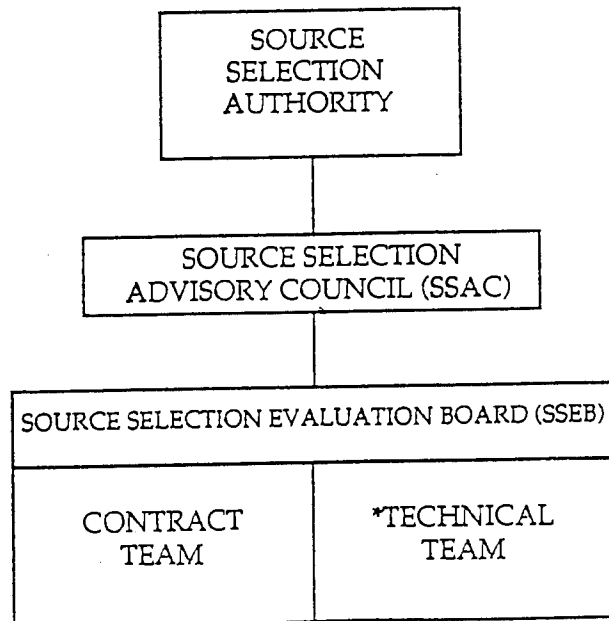 SOURCE
SELECTION
AUTHORITY
SOURCE SELECTION
ADVISORY COUNCIL (SSAC)
SOURCE SELECTION EVALUATION BOARD (SSEB)
CONTRACT
TEAM
*TECHNICAL
TEAM